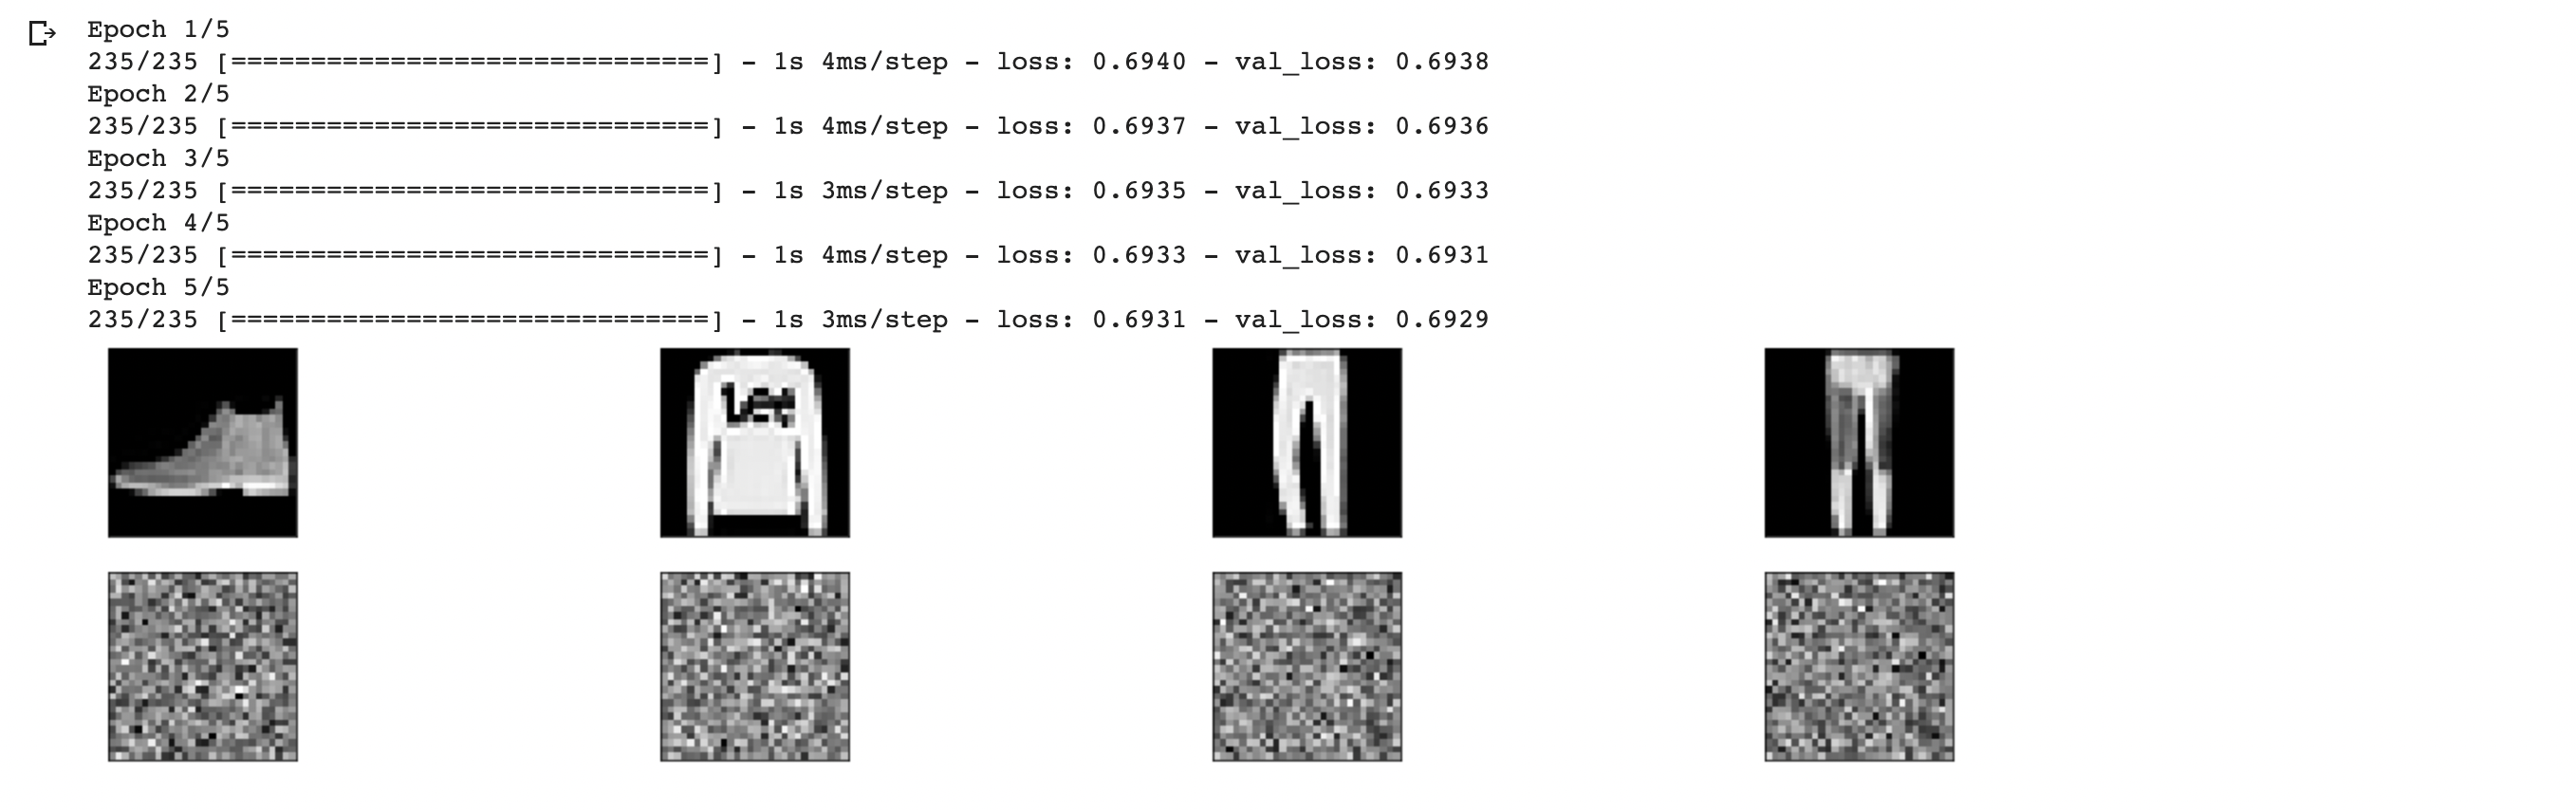 Epoch 1/5
235/235 [==============================] - 1s 4ms/step - loss: 0.6940 - val_loss: 0.6938
Epoch 2/5
235/235 [==============================] - 1s 4ms/step - loss: 0.6937 - val_loss: 0.6936
Epoch 3/5
235/235 [==============================] - 1s 3ms/step - loss: 0.6935 - val_loss: 0.6933
Epoch 4/5
235/235 [==============================] - 1s 4ms/step - loss: 0.6933 - val_loss: 0.6931
Epoch 5/5
235/235 [==============================] - 1s 3ms/step - loss: 0.6931 - val_loss: 0.6929
Lee